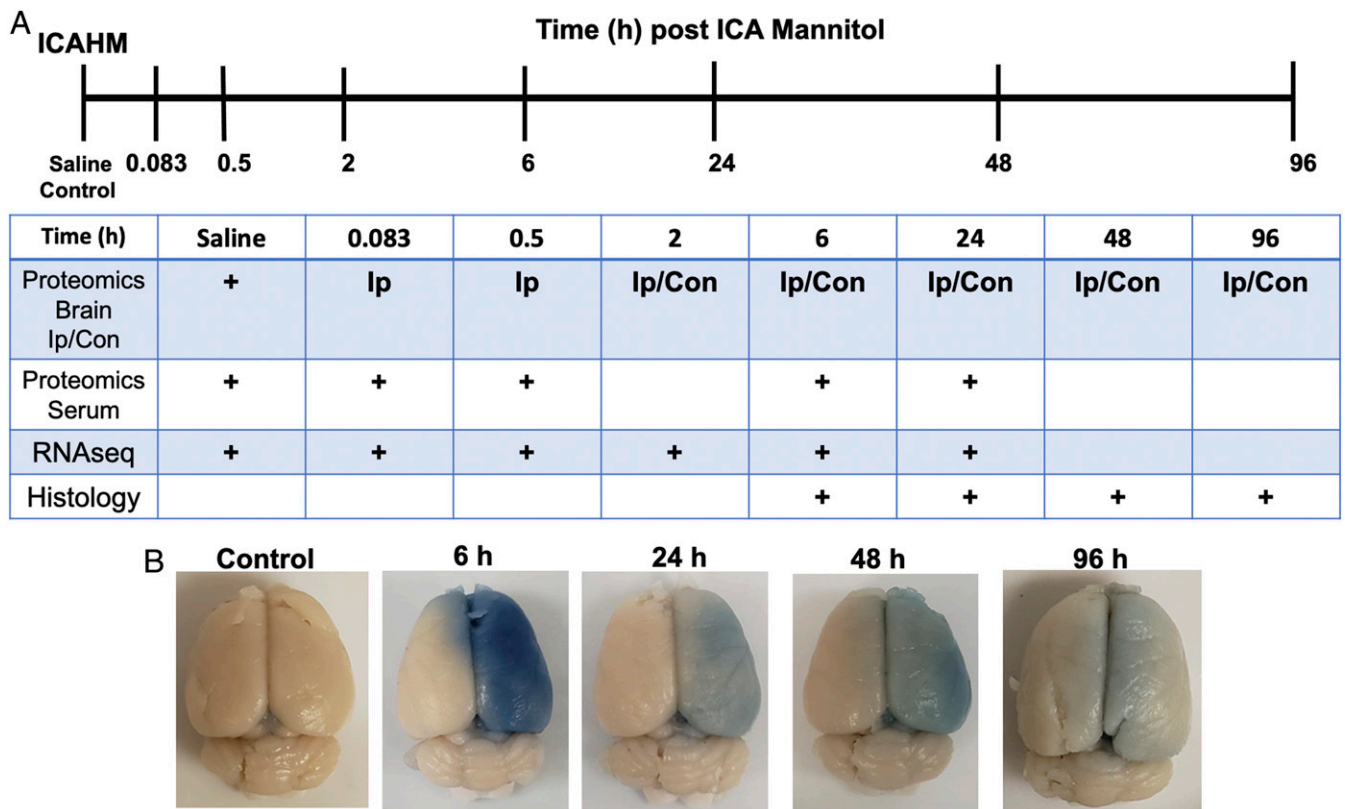 A
ICAHM
Time (h) post ICA Mannitol
Saline Control 0.083 0.5 2 6 24 48 96
Time (h) Saline 0.083 0.5 2 6 24 48 96
Proteomics Brain Ip/Con + Ip Ip Ip/Con Ip/Con Ip/Con Ip/Con Ip/Con
Proteomics Serum + + + + +
RNAseq + + + + + +
Histology + + + +
B
Control 6 h 24 h 48 h 96 h